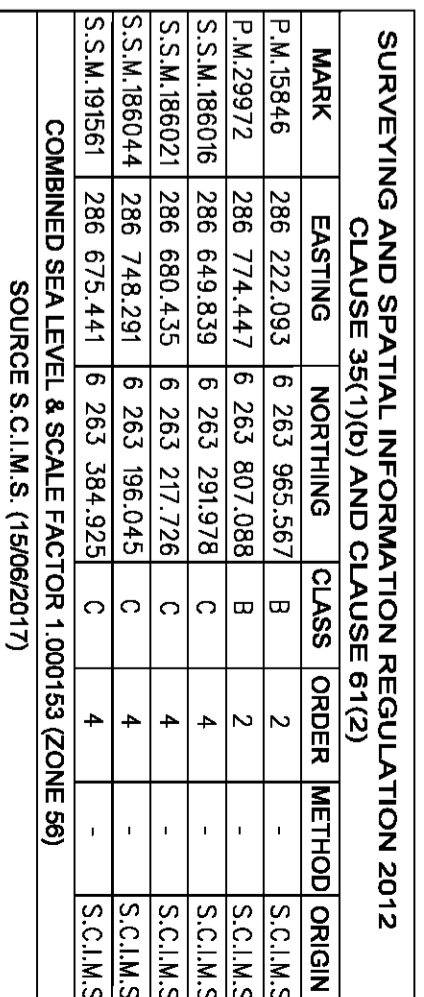 SURVEYING AND SPATIAL INFORMATION REGULATION 2012
CLAUSE 35(1)(b) AND CLAUSE 61(2)
MARK EASTING NORTHING CLASS ORDER METHOD ORIGIN
P.M.15846 286 222.093 6 263 965.567 B 2 - S.C.I.M.S
P.M.29972 286 774.447 6 263 807.088 B 2 - S.C.I.M.S
S.S.M.186016 286 649.839 6 263 291.978 C 4 - S.C.I.M.S
S.S.M.186021 286 680.435 6 263 217.726 C 4 - S.C.I.M.S
S.S.M.186044 286 748.291 6 263 196.045 C 4 - S.C.I.M.S
S.S.M.191561 286 675.441 6 263 384.925 C 4 - S.C.I.M.S
COMBINED SEA LEVEL & SCALE FACTOR 1.000153 (ZONE 56)
SOURCE S.C.I.M.S. (15/06/2017)